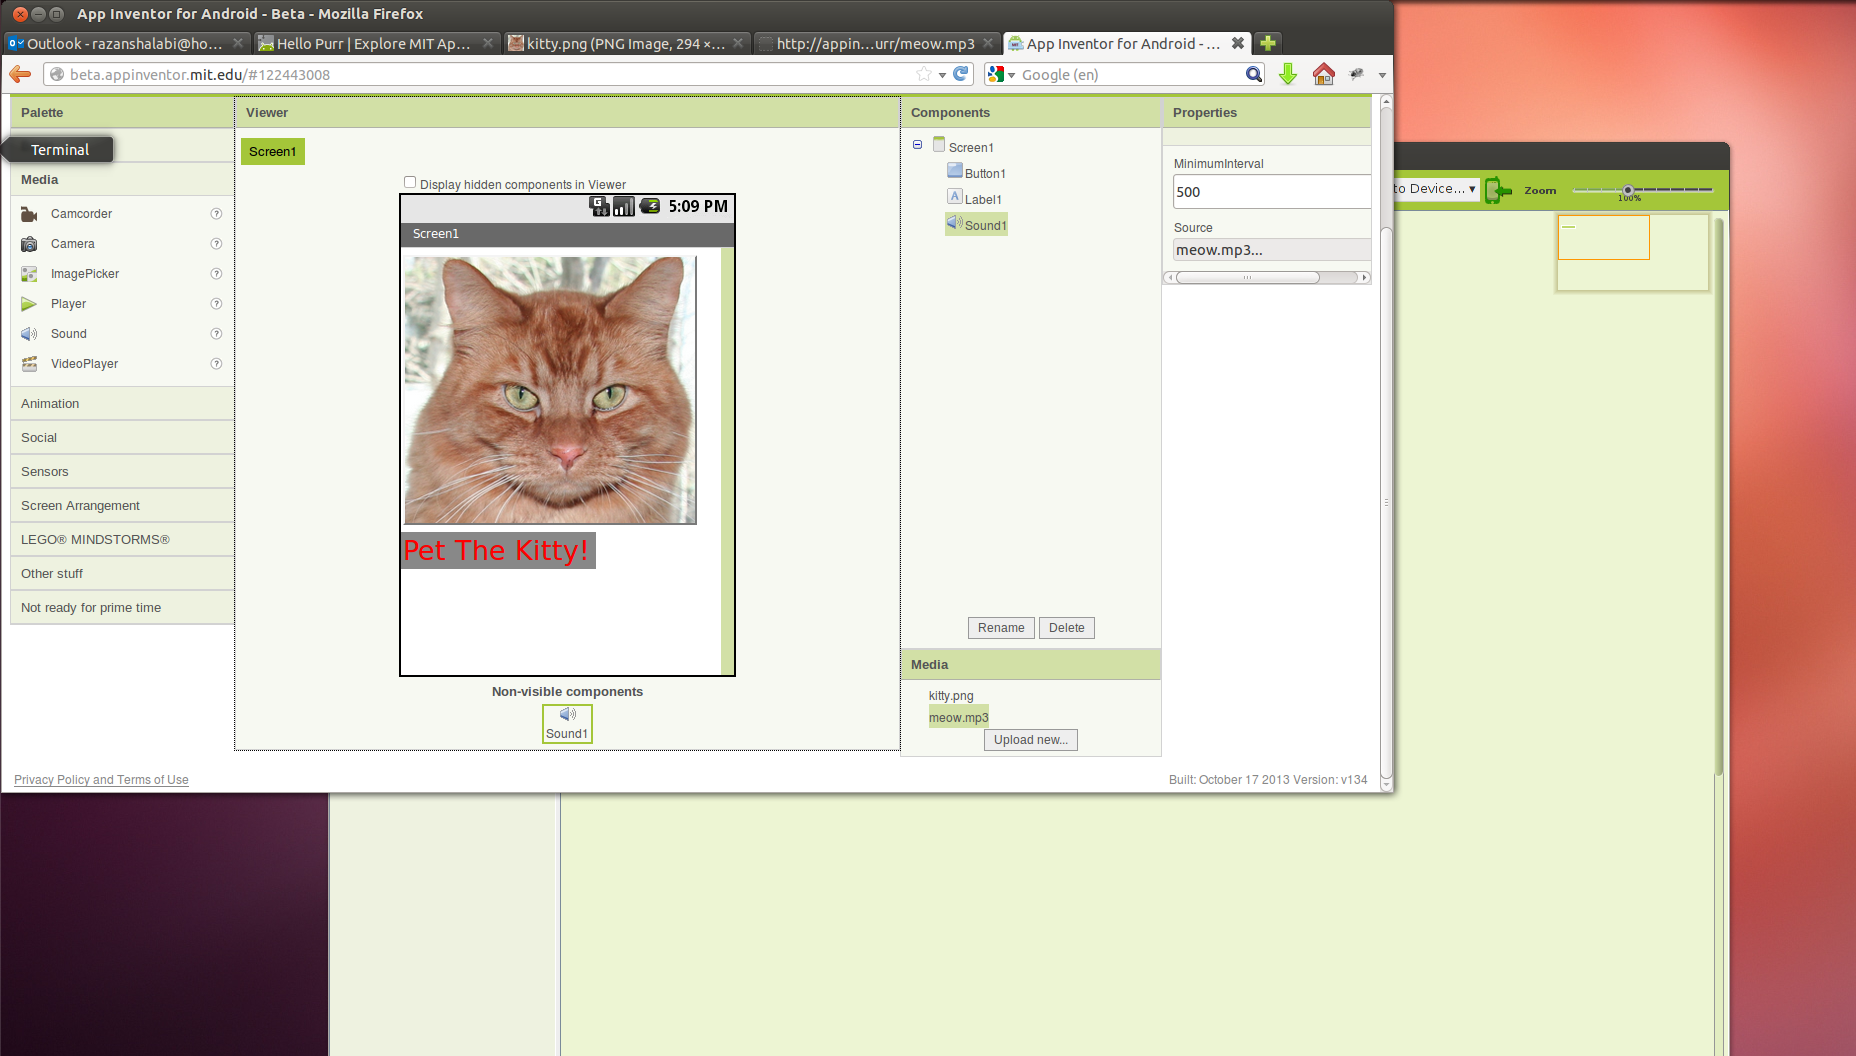 App Inventor for Android - Beta - Mozilla Firefox
Outlook - razanshalabi@ho...
Hello Purr | Explore MIT Ap...
kitty.png (PNG Image, 294 ×...
http://appin...urr/meow.mp3
App Inventor for Android - ...
beta.appinventor.mit.edu/#122443008
Google (en)
Palette
Viewer
Components
Properties
Terminal
Screen1
Media
Camcorder
Camera
ImagePicker
Player
Sound
VideoPlayer
Animation
Social
Sensors
Screen Arrangement
LEGO® MINDSTORMS®
Other stuff
Not ready for prime time
Display hidden components in Viewer
5:09 PM
Screen1
Pet The Kitty!
Non-visible components
Sound1
Screen1
Button1
Label1
Sound1
Rename
Delete
Media
kitty.png
meow.mp3
Upload new...
MinimumInterval
500
Source
meow.mp3...
to Device...
Zoom
100%
Privacy Policy and Terms of Use
Built: October 17 2013 Version: v134